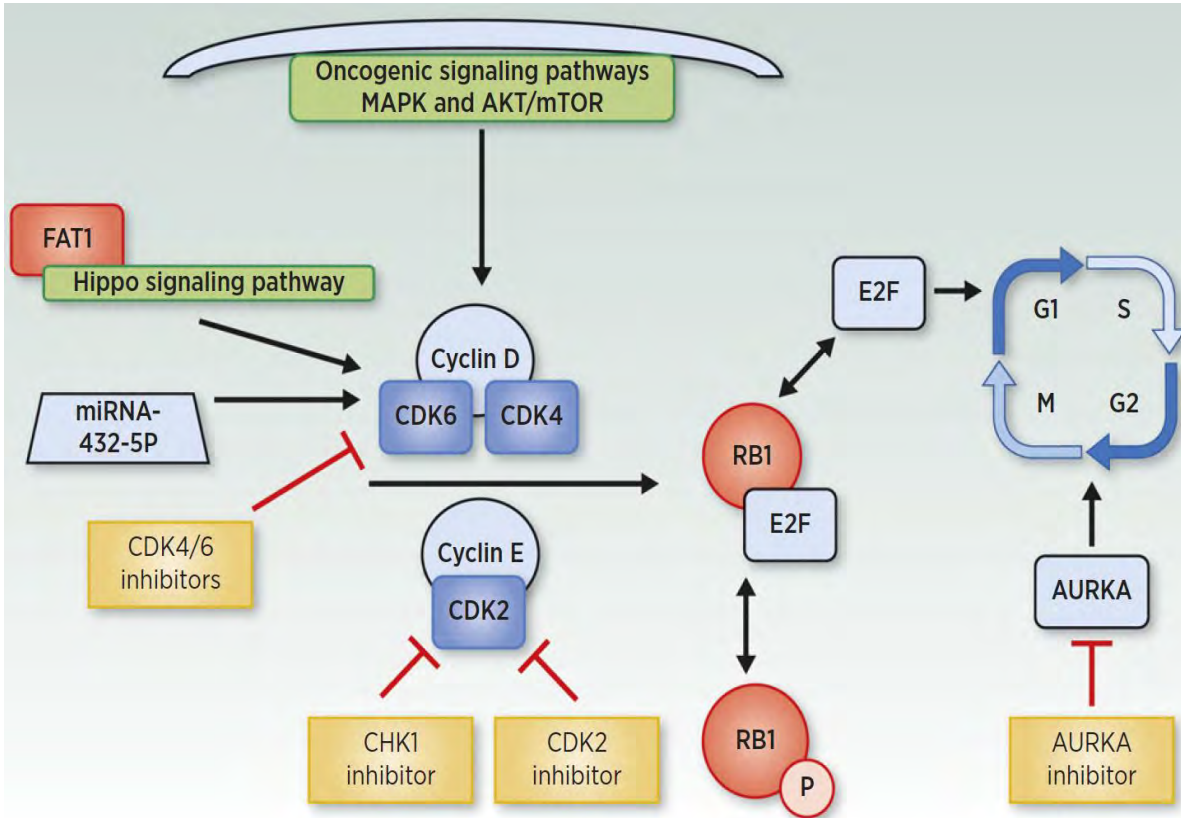 Oncogenic signaling pathways
MAPK and AKT/mTOR
FAT1
Hippo signaling pathway
miRNA-
432-5P
CDK4/6
inhibitors
Cyclin D
CDK6
CDK4
Cyclin E
CDK2
CHK1
inhibitor
CDK2
inhibitor
E2F
RB1
E2F
RB1
P
G1
S
M
G2
AURKA
AURKA
inhibitor